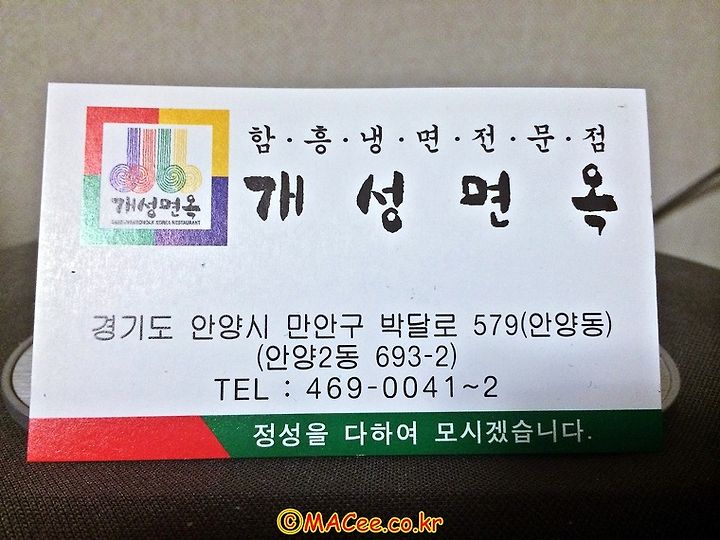 함·흥·냉·면·전·문·점
개성면옥
개성면옥
경기도 안양시 만안구 박달로 579(안양동)
(안양2동 693-2)
TEL : 469-0041~2
정성을 다하여 모시겠습니다.
©MACee.co.kr